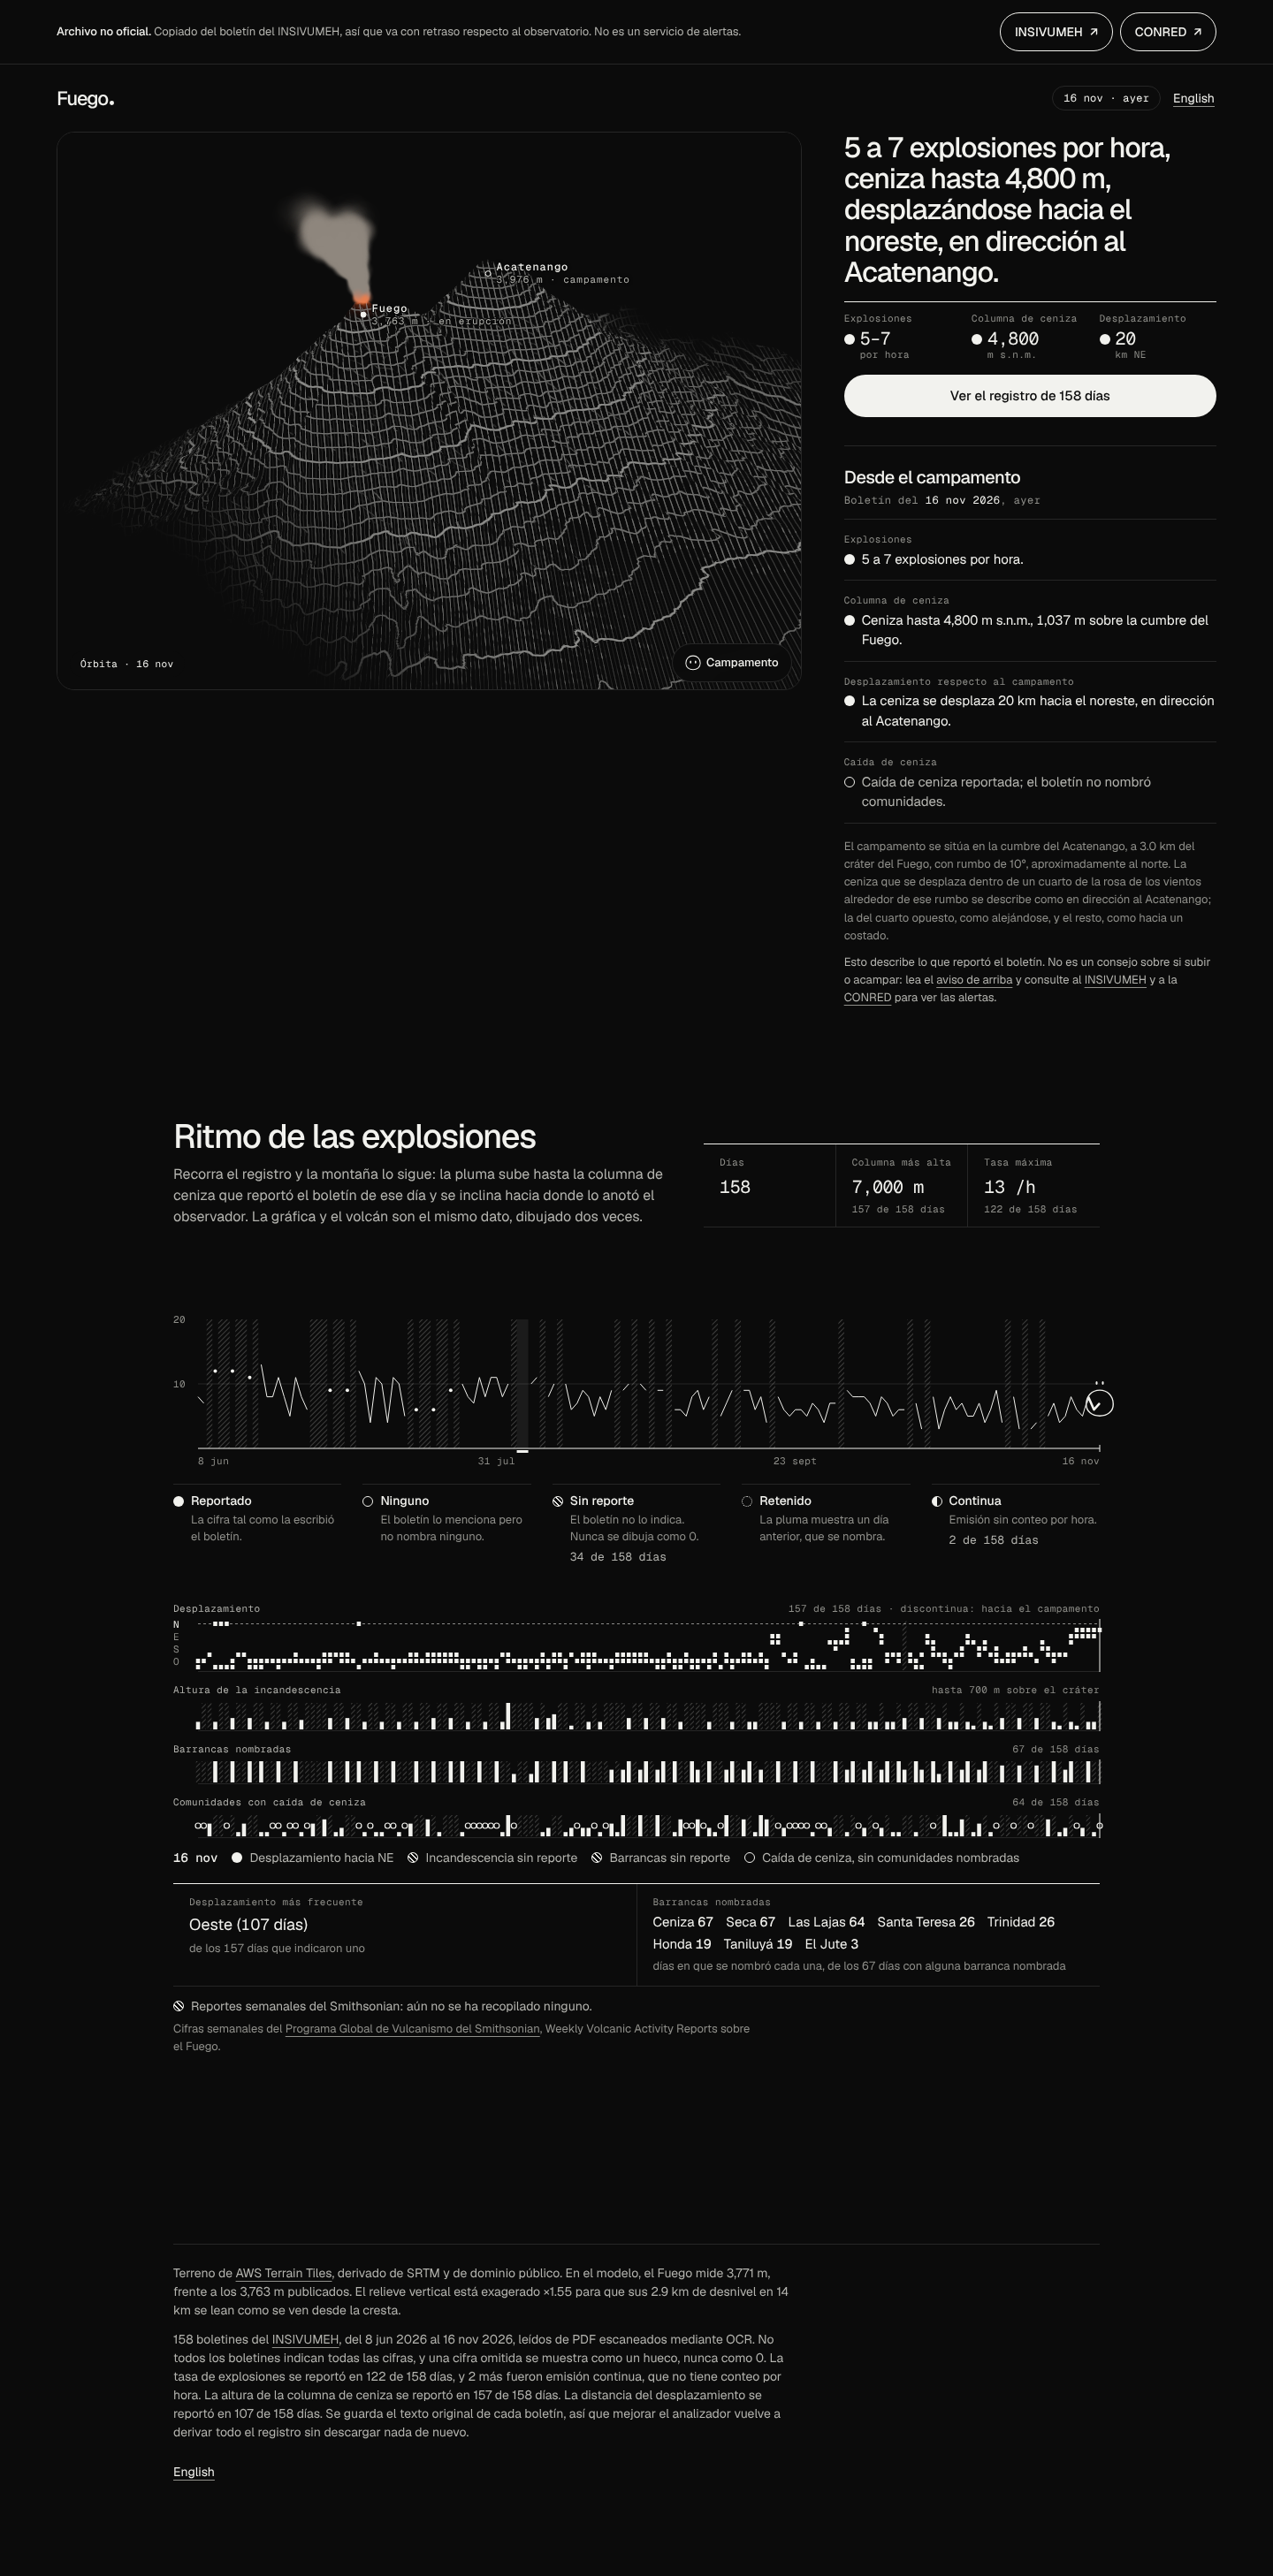 Archivo no oficial. Copiado del boletín del INSIVUMEH, así que va con retraso respecto al observatorio. No es un servicio de alertas.
INSIVUMEH ↗
CONRED ↗
Fuego.
16 nov · ayer
English
Acatenango
3,976 m · campamento
Fuego
3,763 m · en erupción
Órbita · 16 nov
Campamento
5 a 7 explosiones por hora,
ceniza hasta 4,800 m,
desplazándose hacia el
noreste, en dirección al
Acatenango.
Explosiones
5–7
por hora
Columna de ceniza
4,800
m s.n.m.
Desplazamiento
20
km NE
Ver el registro de 158 días
Desde el campamento
Boletín del 16 nov 2026, ayer
Explosiones
5 a 7 explosiones por hora.
Columna de ceniza
Ceniza hasta 4,800 m s.n.m., 1,037 m sobre la cumbre del
Fuego.
Desplazamiento respecto al campamento
La ceniza se desplaza 20 km hacia el noreste, en dirección
al Acatenango.
Caída de ceniza
Caída de ceniza reportada; el boletín no nombró
comunidades.
El campamento se sitúa en la cumbre del Acatenango, a 3.0 km del
cráter del Fuego, con rumbo de 10°, aproximadamente al norte. La
ceniza que se desplaza dentro de un cuarto de la rosa de los vientos
alrededor de ese rumbo se describe como en dirección al Acatenango;
la del cuarto opuesto, como alejándose, y el resto, como hacia un
costado.
Esto describe lo que reportó el boletín. No es un consejo sobre si subir
o acampar: lea el aviso de arriba y consulte al INSIVUMEH y a la
CONRED para ver las alertas.
Ritmo de las explosiones
Recorra el registro y la montaña lo sigue: la pluma sube hasta la columna de
ceniza que reportó el boletín de ese día y se inclina hacia donde lo anotó el
observador. La gráfica y el volcán son el mismo dato, dibujado dos veces.
Días
158
Columna más alta
7,000 m
157 de 158 días
Tasa máxima
13 /h
122 de 158 días
20
10
8 jun
31 jul
23 sept
16 nov
Reportado
La cifra tal como la escribió
el boletín.
Ninguno
El boletín lo menciona pero
no nombra ninguno.
Sin reporte
El boletín no lo indica.
Nunca se dibuja como 0.
34 de 158 días
Retenido
La pluma muestra un día
anterior, que se nombra.
Continua
Emisión sin conteo por hora.
2 de 158 días
Desplazamiento
157 de 158 días · discontinua: hacia el campamento
N
E
S
O
Altura de la incandescencia
hasta 700 m sobre el cráter
Barrancas nombradas
67 de 158 días
Comunidades con caída de ceniza
64 de 158 días
16 nov
Desplazamiento hacia NE
Incandescencia sin reporte
Barrancas sin reporte
Caída de ceniza, sin comunidades nombradas
Desplazamiento más frecuente
Oeste (107 días)
de los 157 días que indicaron uno
Barrancas nombradas
Ceniza 67 Seca 67 Las Lajas 64 Santa Teresa 26 Trinidad 26
Honda 19 Taniluyá 19 El Jute 3
días en que se nombró cada una, de los 67 días con alguna barranca nombrada
Reportes semanales del Smithsonian: aún no se ha recopilado ninguno.
Cifras semanales del Programa Global de Vulcanismo del Smithsonian, Weekly Volcanic Activity Reports sobre
el Fuego.
Terreno de AWS Terrain Tiles, derivado de SRTM y de dominio público. En el modelo, el Fuego mide 3,771 m,
frente a los 3,763 m publicados. El relieve vertical está exagerado ×1.55 para que sus 2.9 km de desnivel en 14
km se lean como se ven desde la cresta.
158 boletines del INSIVUMEH, del 8 jun 2026 al 16 nov 2026, leídos de PDF escaneados mediante OCR. No
todos los boletines indican todas las cifras, y una cifra omitida se muestra como un hueco, nunca como 0. La
tasa de explosiones se reportó en 122 de 158 días, y 2 más fueron emisión continua, que no tiene conteo por
hora. La altura de la columna de ceniza se reportó en 157 de 158 días. La distancia del desplazamiento se
reportó en 107 de 158 días. Se guarda el texto original de cada boletín, así que mejorar el analizador vuelve a
derivar todo el registro sin descargar nada de nuevo.
English